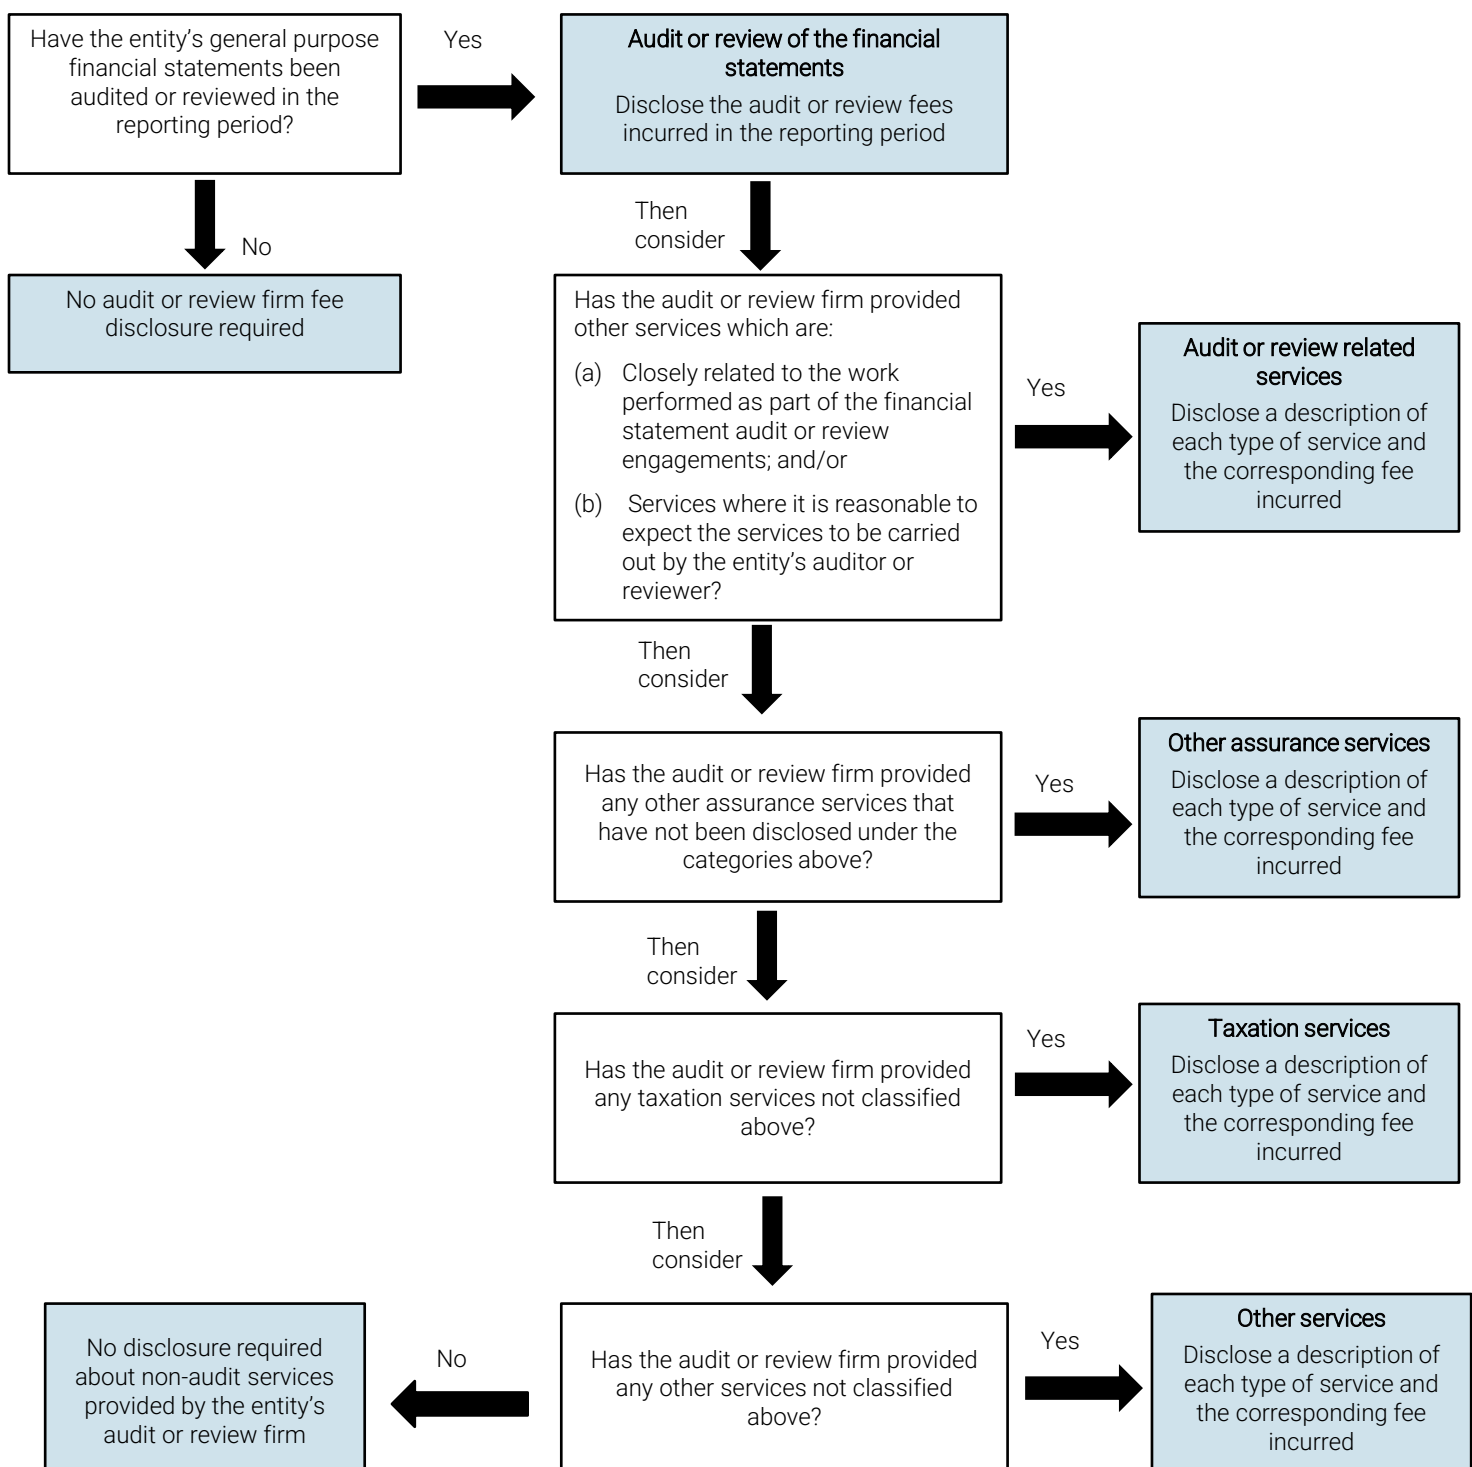 Have the entity’s general purpose
financial statements been
audited or reviewed in the
reporting period?
Yes
Audit or review of the financial
statements
Disclose the audit or review fees
incurred in the reporting period
No
No audit or review firm fee
disclosure required
Then
consider
Has the audit or review firm provided
other services which are:
(a) Closely related to the work
performed as part of the financial
statement audit or review
engagements; and/or
(b) Services where it is reasonable to
expect the services to be carried
out by the entity’s auditor or
reviewer?
Yes
Audit or review related
services
Disclose a description of
each type of service and
the corresponding fee
incurred
Then
consider
Has the audit or review firm provided
any other assurance services that
have not been disclosed under the
categories above?
Yes
Other assurance services
Disclose a description of
each type of service and
the corresponding fee
incurred
Then
consider
Has the audit or review firm provided
any taxation services not classified
above?
Yes
Taxation services
Disclose a description of
each type of service and
the corresponding fee
incurred
Then
consider
Has the audit or review firm provided
any other services not classified
above?
Yes
Other services
Disclose a description of
each type of service and
the corresponding fee
incurred
No
No disclosure required
about non-audit services
provided by the entity’s
audit or review firm